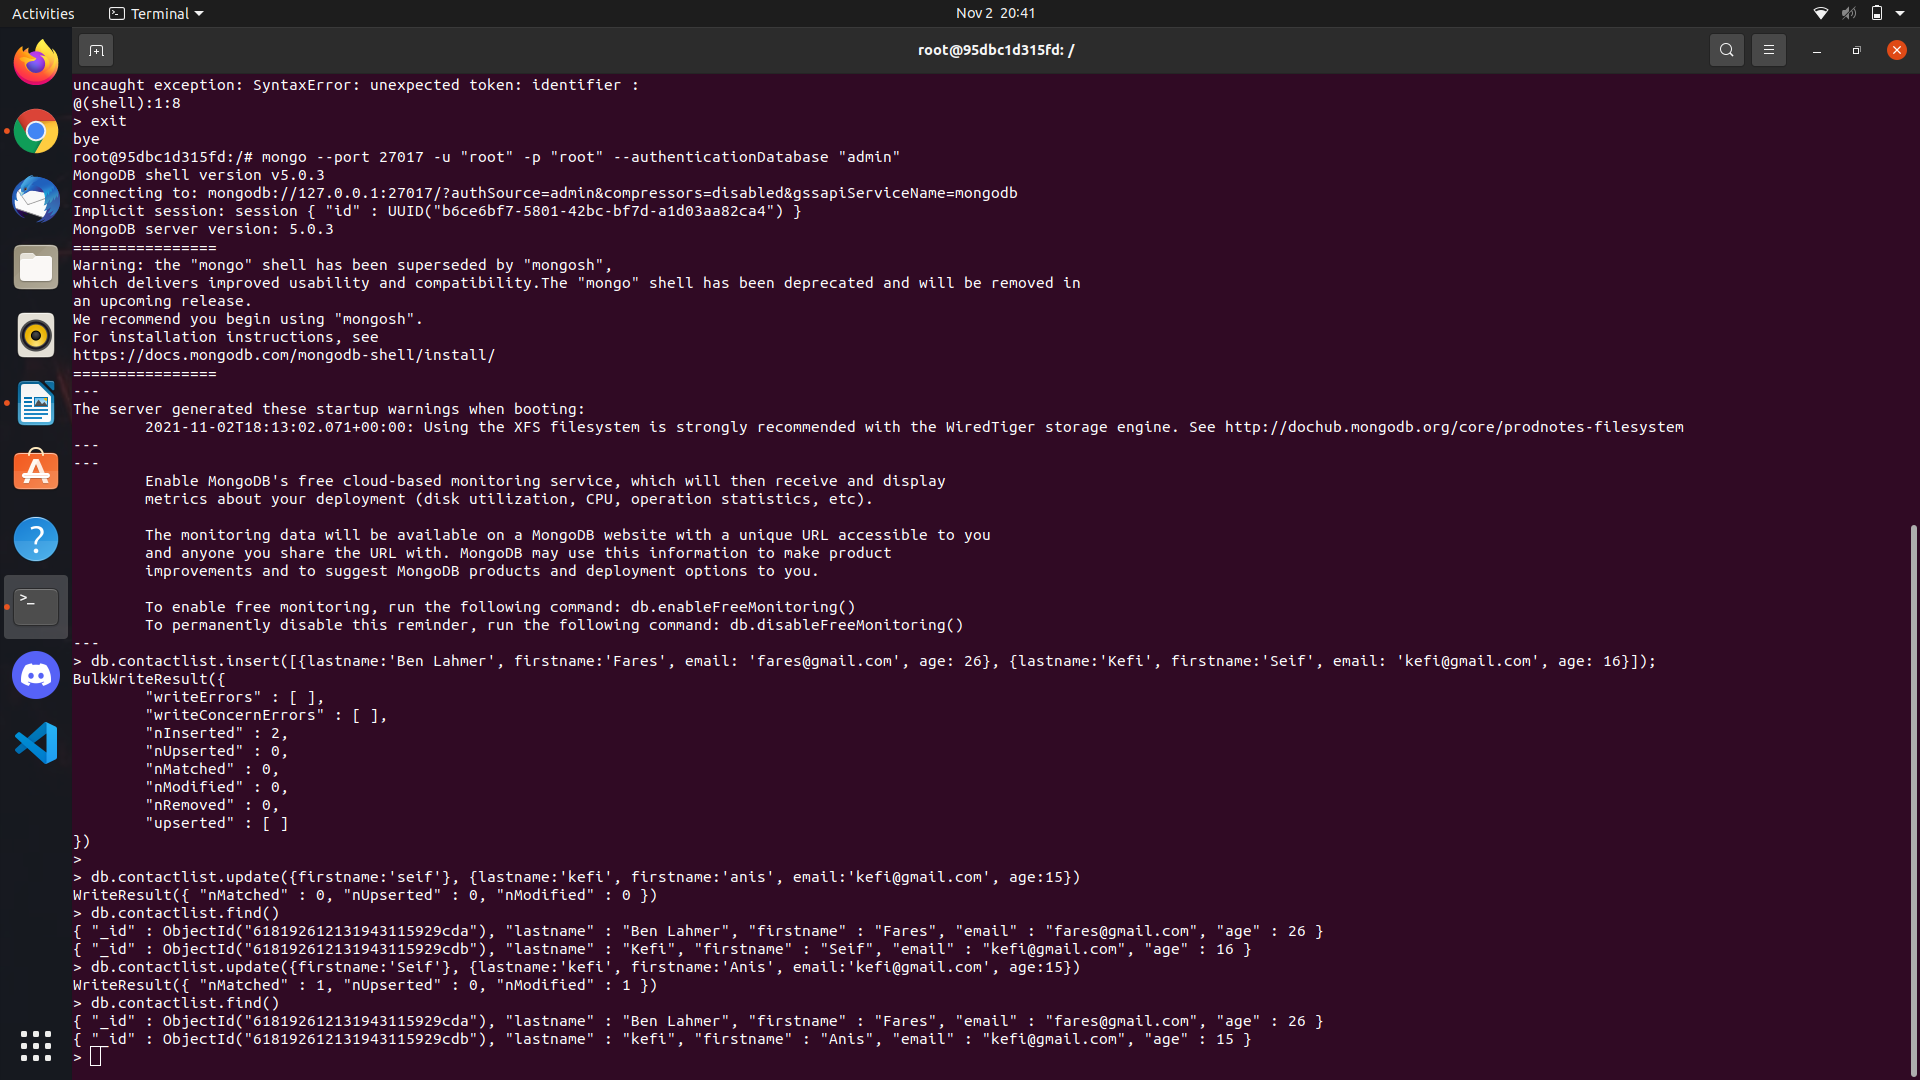 Activities
Terminal
Nov 2 20:41
root@95dbc1d315fd: /
uncaught exception: SyntaxError: unexpected token: identifier :
@(shell):1:8
> exit
bye
root@95dbc1d315fd:/# mongo --port 27017 -u "root" -p "root" --authenticationDatabase "admin"
MongoDB shell version v5.0.3
connecting to: mongodb://127.0.0.1:27017/?authSource=admin&compressors=disabled&gssapiServiceName=mongodb
Implicit session: session { "id" : UUID("b6ce6bf7-5801-42bc-bf7d-a1d03aa82ca4") }
MongoDB server version: 5.0.3
================
Warning: the "mongo" shell has been superseded by "mongosh",
which delivers improved usability and compatibility.The "mongo" shell has been deprecated and will be removed in
an upcoming release.
We recommend you begin using "mongosh".
For installation instructions, see
https://docs.mongodb.com/mongodb-shell/install/
================
---
The server generated these startup warnings when booting:
        2021-11-02T18:13:02.071+00:00: Using the XFS filesystem is strongly recommended with the WiredTiger storage engine. See http://dochub.mongodb.org/core/prodnotes-filesystem
---
---
        Enable MongoDB's free cloud-based monitoring service, which will then receive and display
        metrics about your deployment (disk utilization, CPU, operation statistics, etc).

        The monitoring data will be available on a MongoDB website with a unique URL accessible to you
        and anyone you share the URL with. MongoDB may use this information to make product
        improvements and to suggest MongoDB products and deployment options to you.

        To enable free monitoring, run the following command: db.enableFreeMonitoring()
        To permanently disable this reminder, run the following command: db.disableFreeMonitoring()
---
> db.contactlist.insert([{lastname:'Ben Lahmer', firstname:'Fares', email: 'fares@gmail.com', age: 26}, {lastname:'Kefi', firstname:'Seif', email: 'kefi@gmail.com', age: 16}]);
BulkWriteResult({
        "writeErrors" : [ ],
        "writeConcernErrors" : [ ],
        "nInserted" : 2,
        "nUpserted" : 0,
        "nMatched" : 0,
        "nModified" : 0,
        "nRemoved" : 0,
        "upserted" : [ ]
})
>
> db.contactlist.update({firstname:'seif'}, {lastname:'kefi', firstname:'anis', email:'kefi@gmail.com', age:15})
WriteResult({ "nMatched" : 0, "nUpserted" : 0, "nModified" : 0 })
> db.contactlist.find()
{ "_id" : ObjectId("618192612131943115929cda"), "lastname" : "Ben Lahmer", "firstname" : "Fares", "email" : "fares@gmail.com", "age" : 26 }
{ "_id" : ObjectId("618192612131943115929cdb"), "lastname" : "Kefi", "firstname" : "Seif", "email" : "kefi@gmail.com", "age" : 16 }
> db.contactlist.update({firstname:'Seif'}, {lastname:'kefi', firstname:'Anis', email:'kefi@gmail.com', age:15})
WriteResult({ "nMatched" : 1, "nUpserted" : 0, "nModified" : 1 })
> db.contactlist.find()
{ "_id" : ObjectId("618192612131943115929cda"), "lastname" : "Ben Lahmer", "firstname" : "Fares", "email" : "fares@gmail.com", "age" : 26 }
{ "_id" : ObjectId("618192612131943115929cdb"), "lastname" : "kefi", "firstname" : "Anis", "email" : "kefi@gmail.com", "age" : 15 }
>